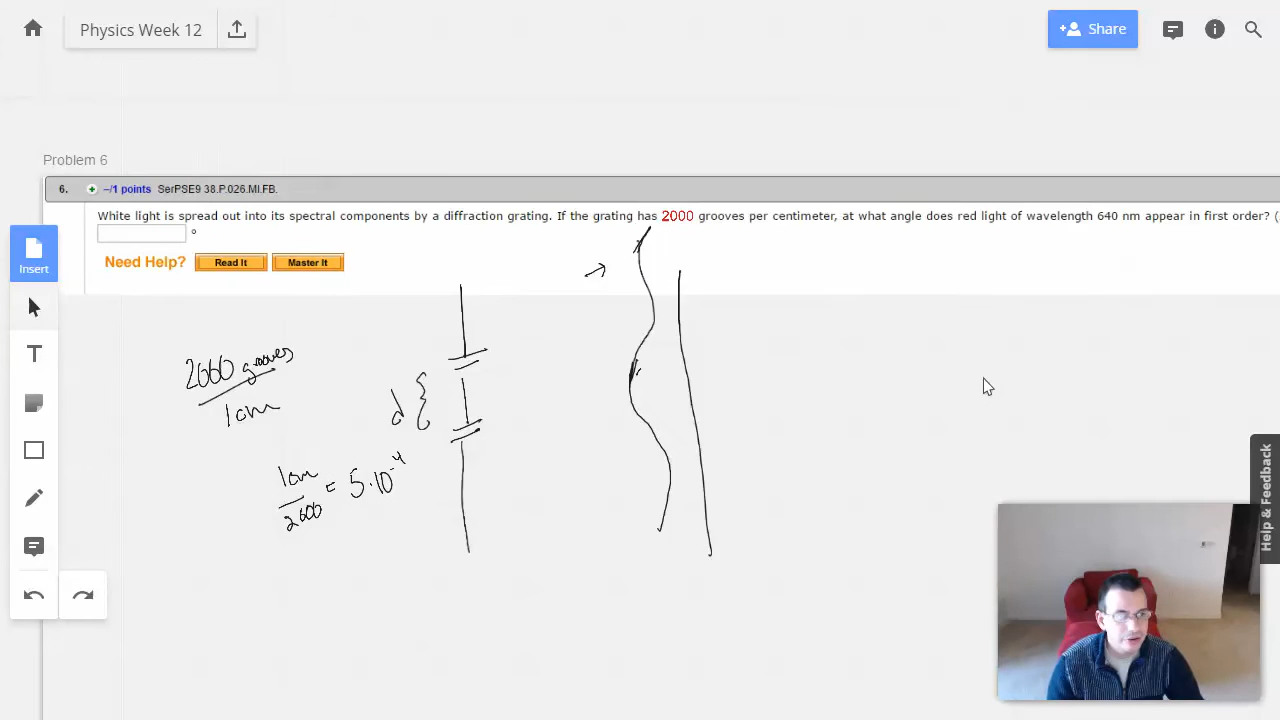 Physics Week 12
Share
Problem 6
6. –/1 points SerPSE9 38.P.026.MI.FB.
White light is spread out into its spectral components by a diffraction grating. If the grating has 2000 grooves per centimeter, at what angle does red light of wavelength 640 nm appear in first order? (
°
Need Help? Read It Master It
Insert
T
2000 grooves
1cm
d
1cm
2000
= 5·10^-4
Help & Feedback